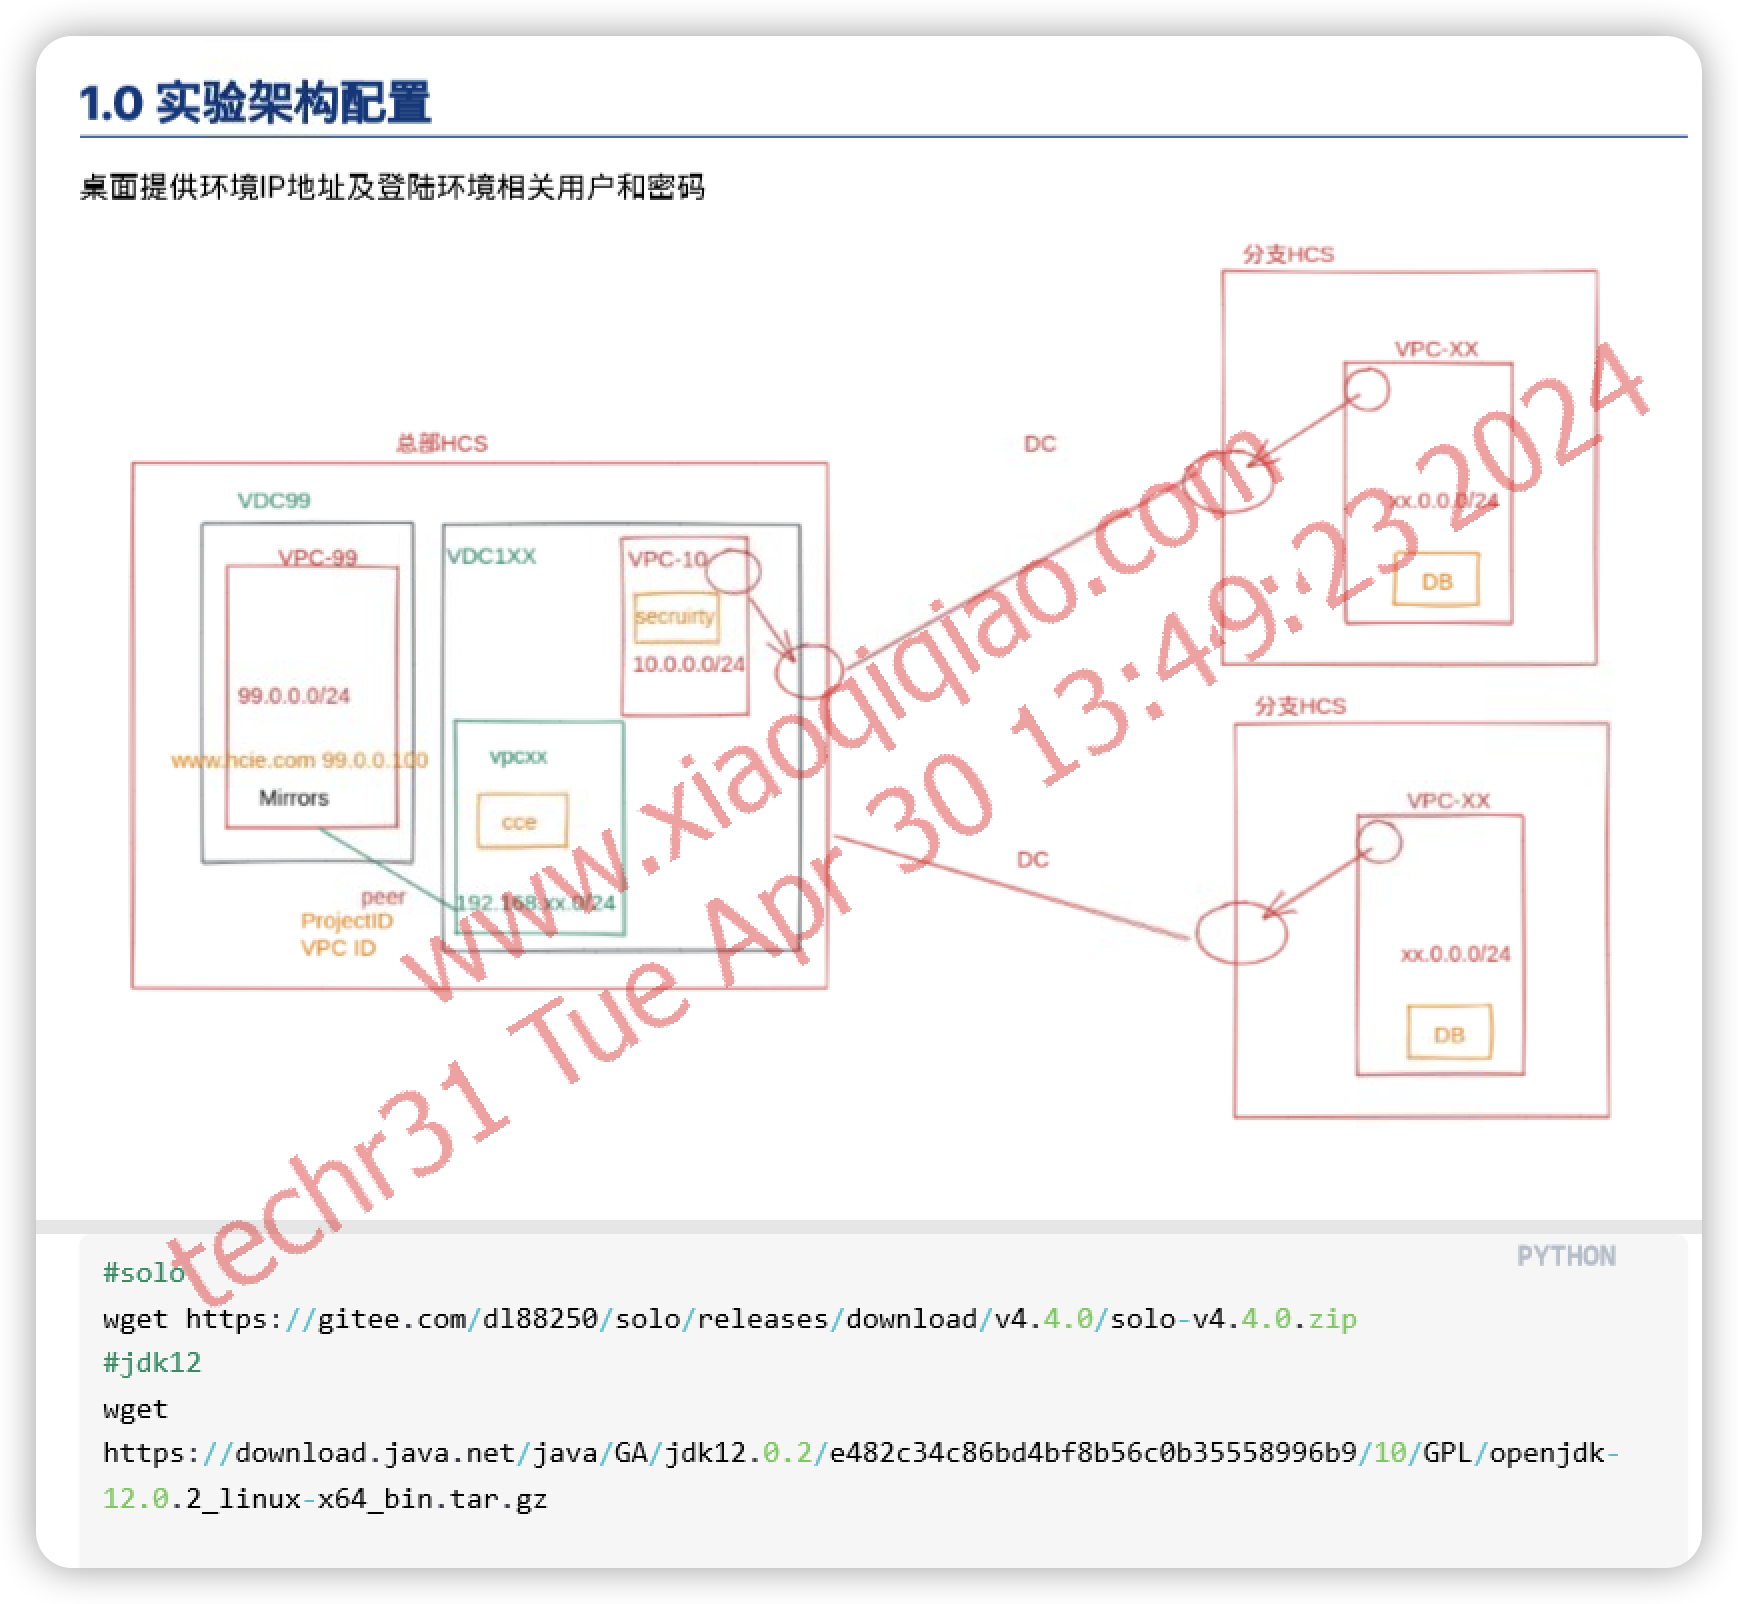 1.0 实验架构配置
桌面提供环境IP地址及登陆环境相关用户和密码
分支HCS
VPC-XX
总部HCS
DC
VDC99
xx.0.0.0/24
VPC-99
VDC1XX
VPC-10
DB
secruirty
10.0.0.0/24
99.0.0.0/24
分支HCS
www.hcie.com 99.0.0.100
vpcxx
Mirrors
VPC-XX
cce
DC
peer
192.168.xx.0/24
ProjectID
VPC ID
xx.0.0.0/24
DB
www.xiaoqiqiao.com
techr31 Tue Apr 30 13:49:23 2024
PYTHON
#solo
wget https://gitee.com/dl88250/solo/releases/download/v4.4.0/solo-v4.4.0.zip
#jdk12
wget
https://download.java.net/java/GA/jdk12.0.2/e482c34c86bd4bf8b56c0b35558996b9/10/GPL/openjdk-
12.0.2_linux-x64_bin.tar.gz